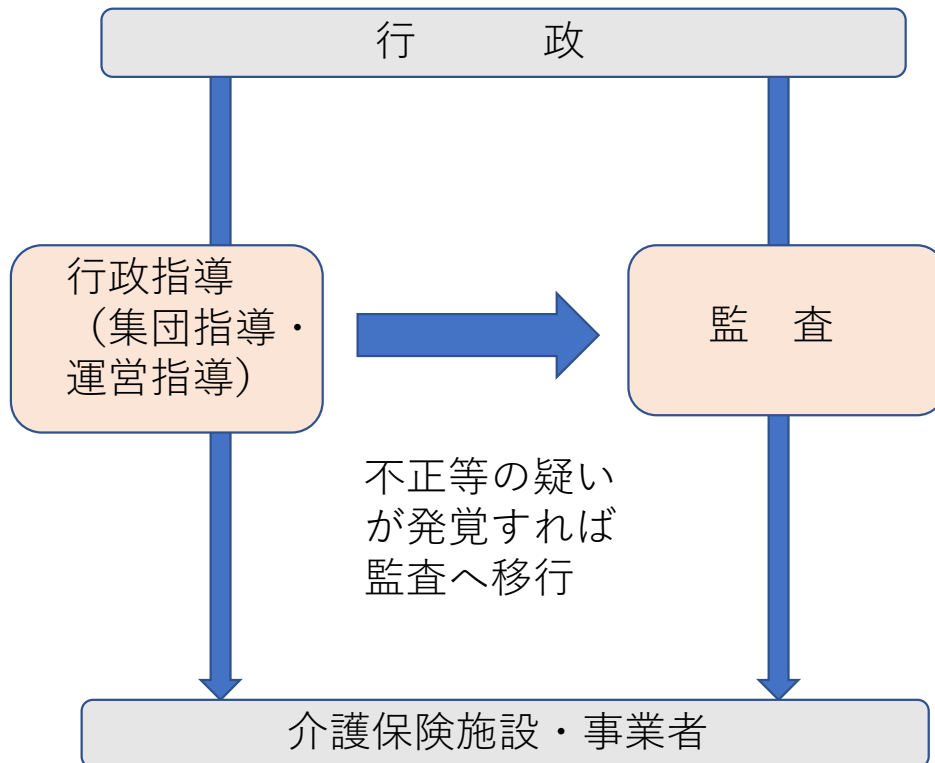 行　　　政
行政指導
（集団指導・
運営指導）
監　査
不正等の疑い
が発覚すれば
監査へ移行
介護保険施設・事業者